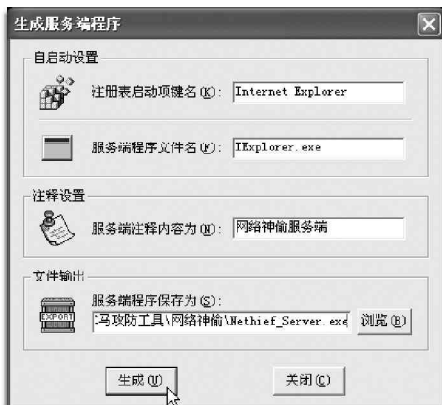 生成服务端程序
自启动设置
注册表启动项键名(K): Internet Explorer
服务端程序文件名(F): IExplorer.exe
注释设置
服务端注释内容为(N): 网络神偷服务端
文件输出
服务端程序保存为(S):
马攻防工具\网络神偷\Nethief_Server.exe 浏览(B)
EXPORT
生成(U) 关闭(C)